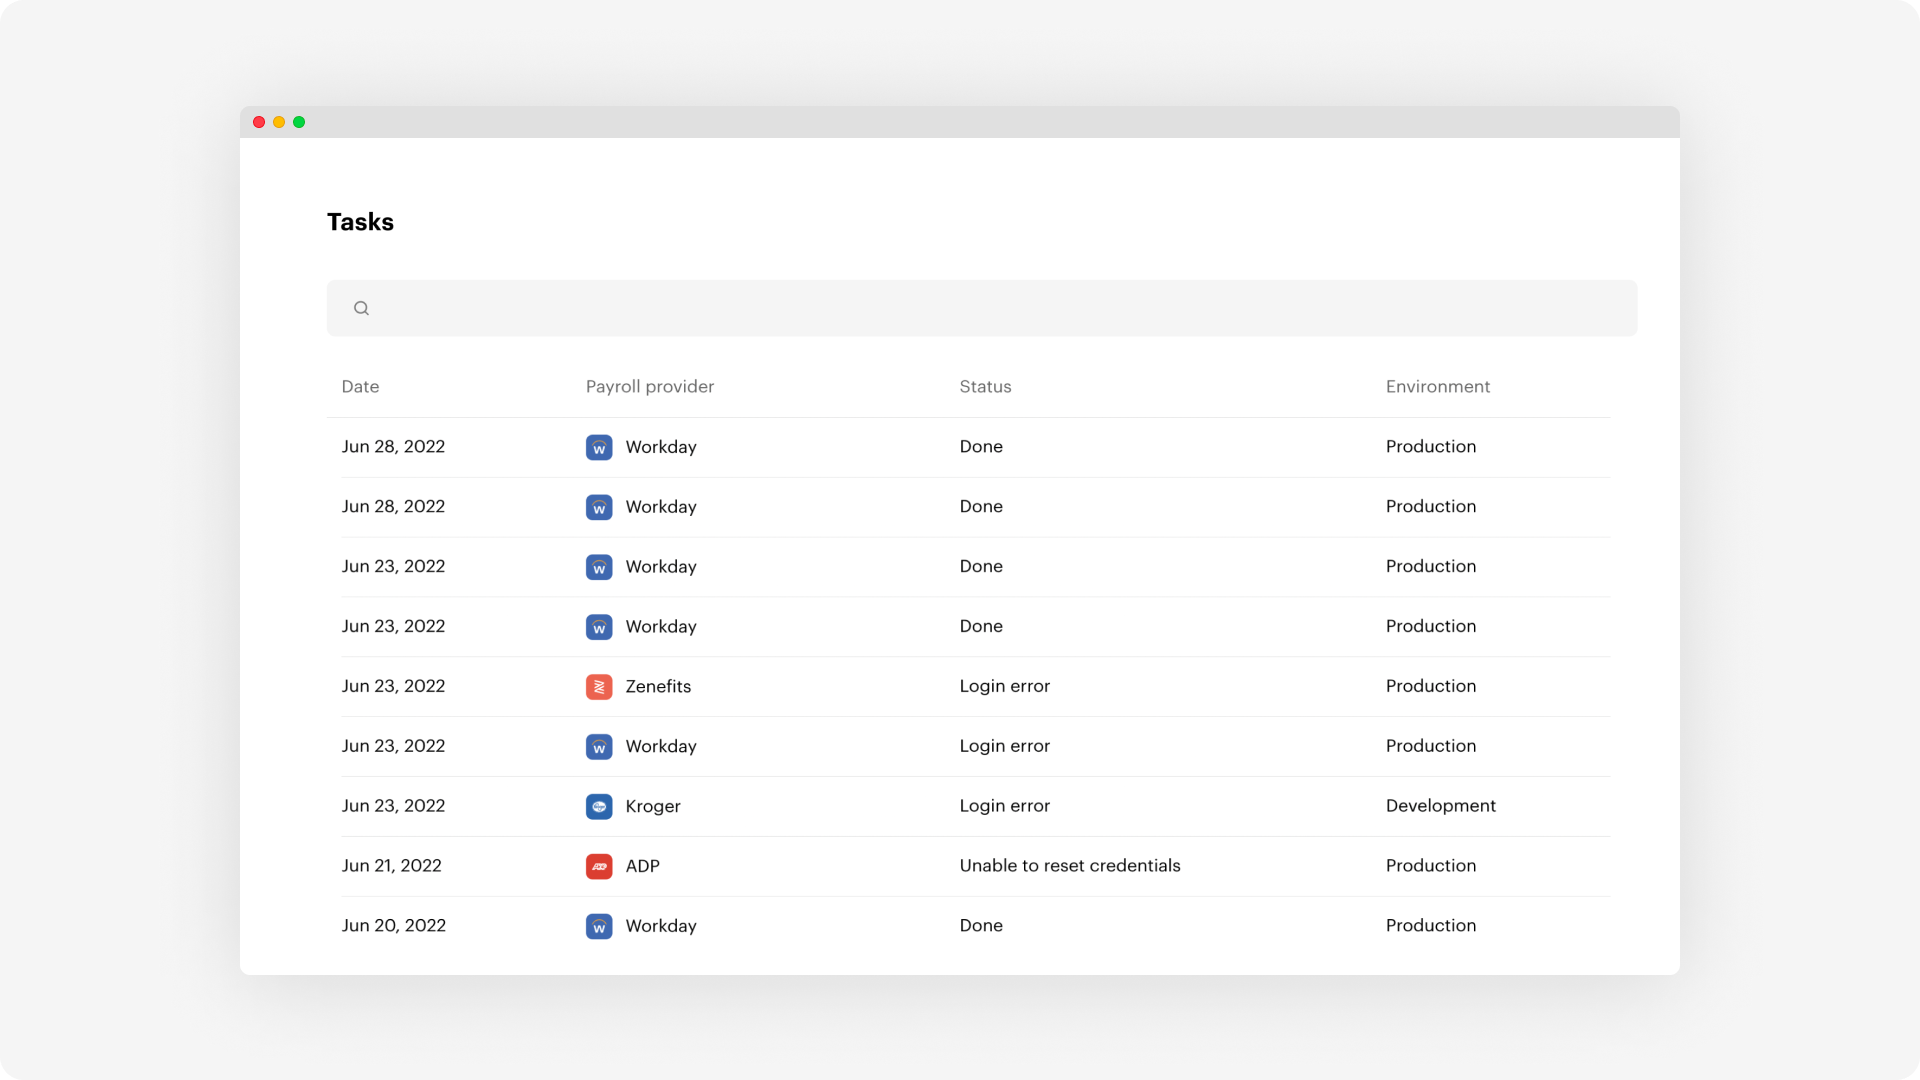 Tasks
Date Payroll provider Status Environment
Jun 28, 2022 W Workday Done Production
Jun 28, 2022 W Workday Done Production
Jun 23, 2022 W Workday Done Production
Jun 23, 2022 W Workday Done Production
Jun 23, 2022 Zenefits Login error Production
Jun 23, 2022 W Workday Login error Production
Jun 23, 2022 Kroger Login error Development
Jun 21, 2022 ADP ADP Unable to reset credentials Production
Jun 20, 2022 W Workday Done Production